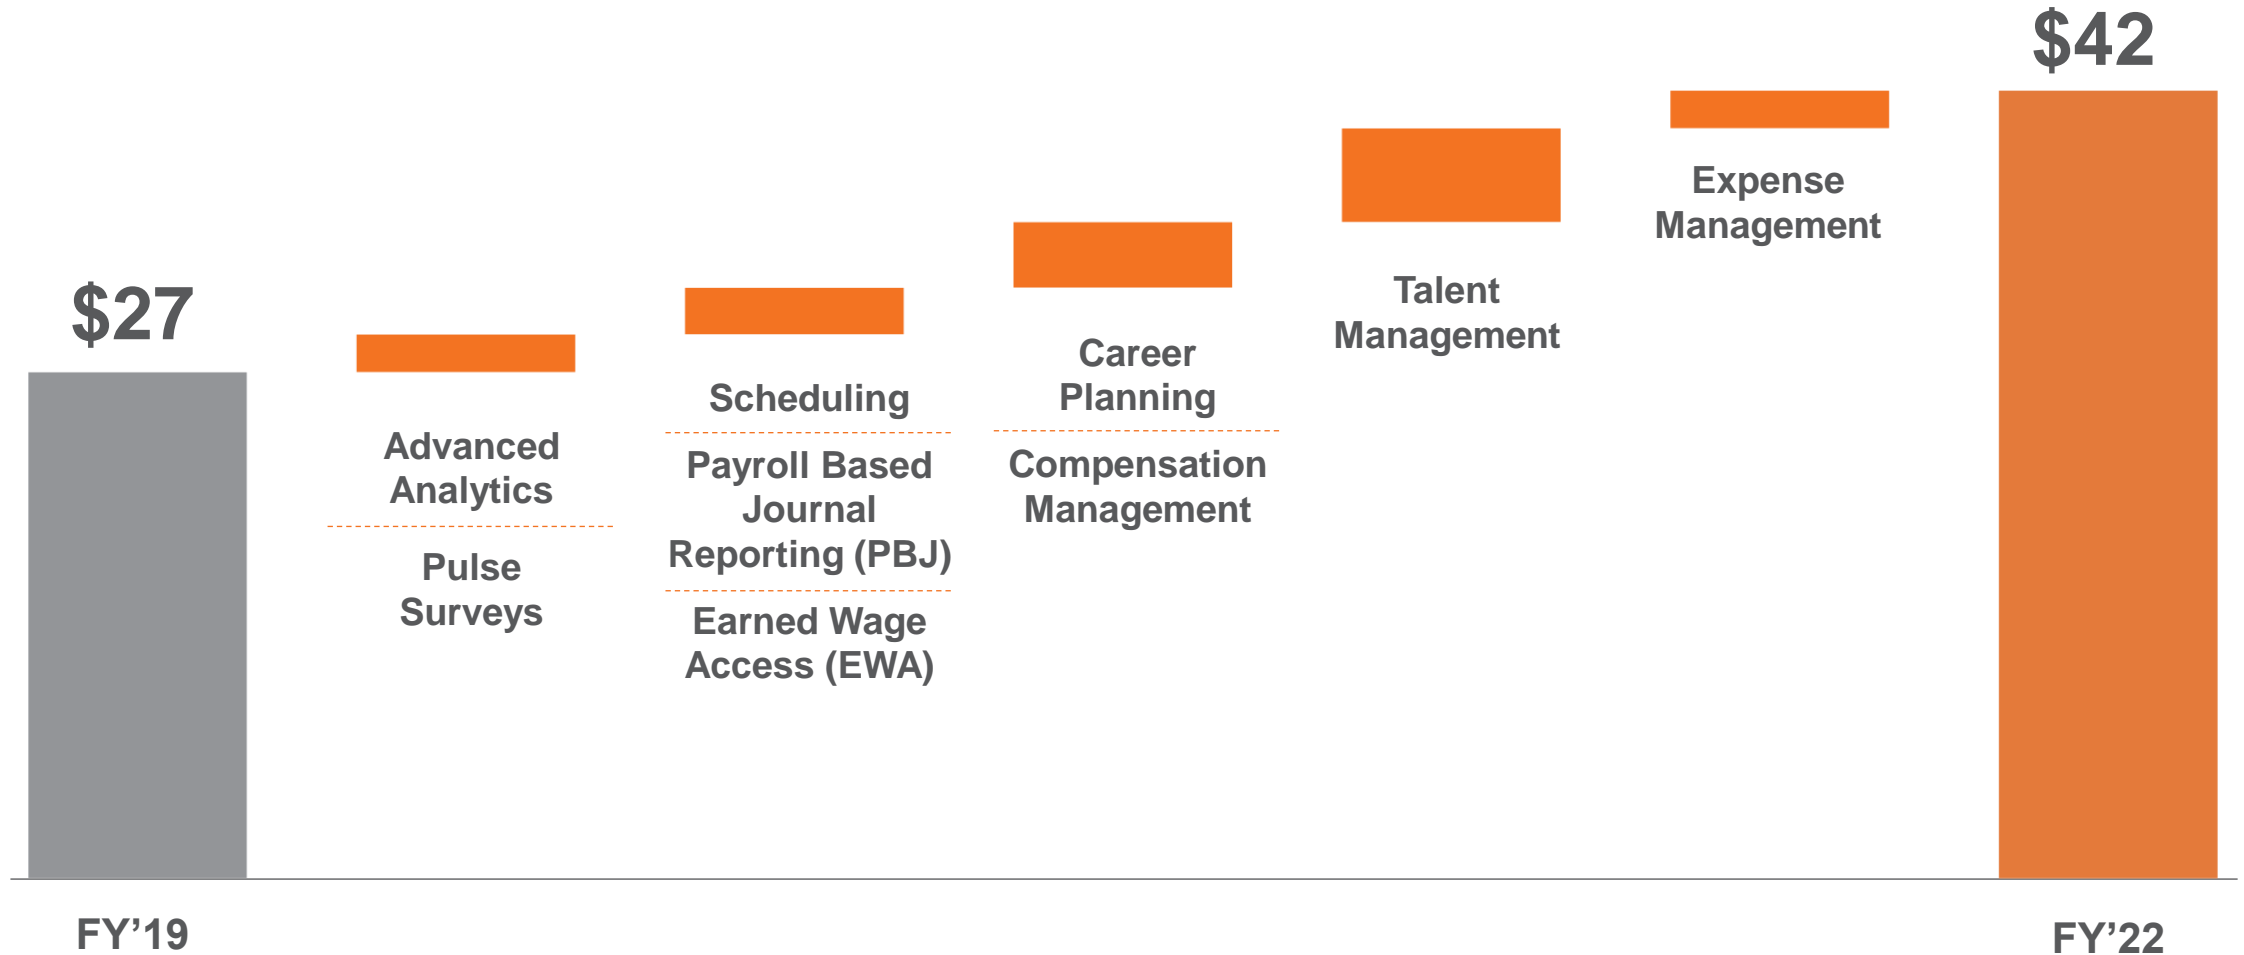 $27
Advanced
Analytics
Pulse
Surveys
Scheduling
Payroll Based
Journal
Reporting (PBJ)
Earned Wage
Access (EWA)
Career
Planning
Compensation
Management
Talent
Management
Expense
Management
$42
FY’19
FY’22